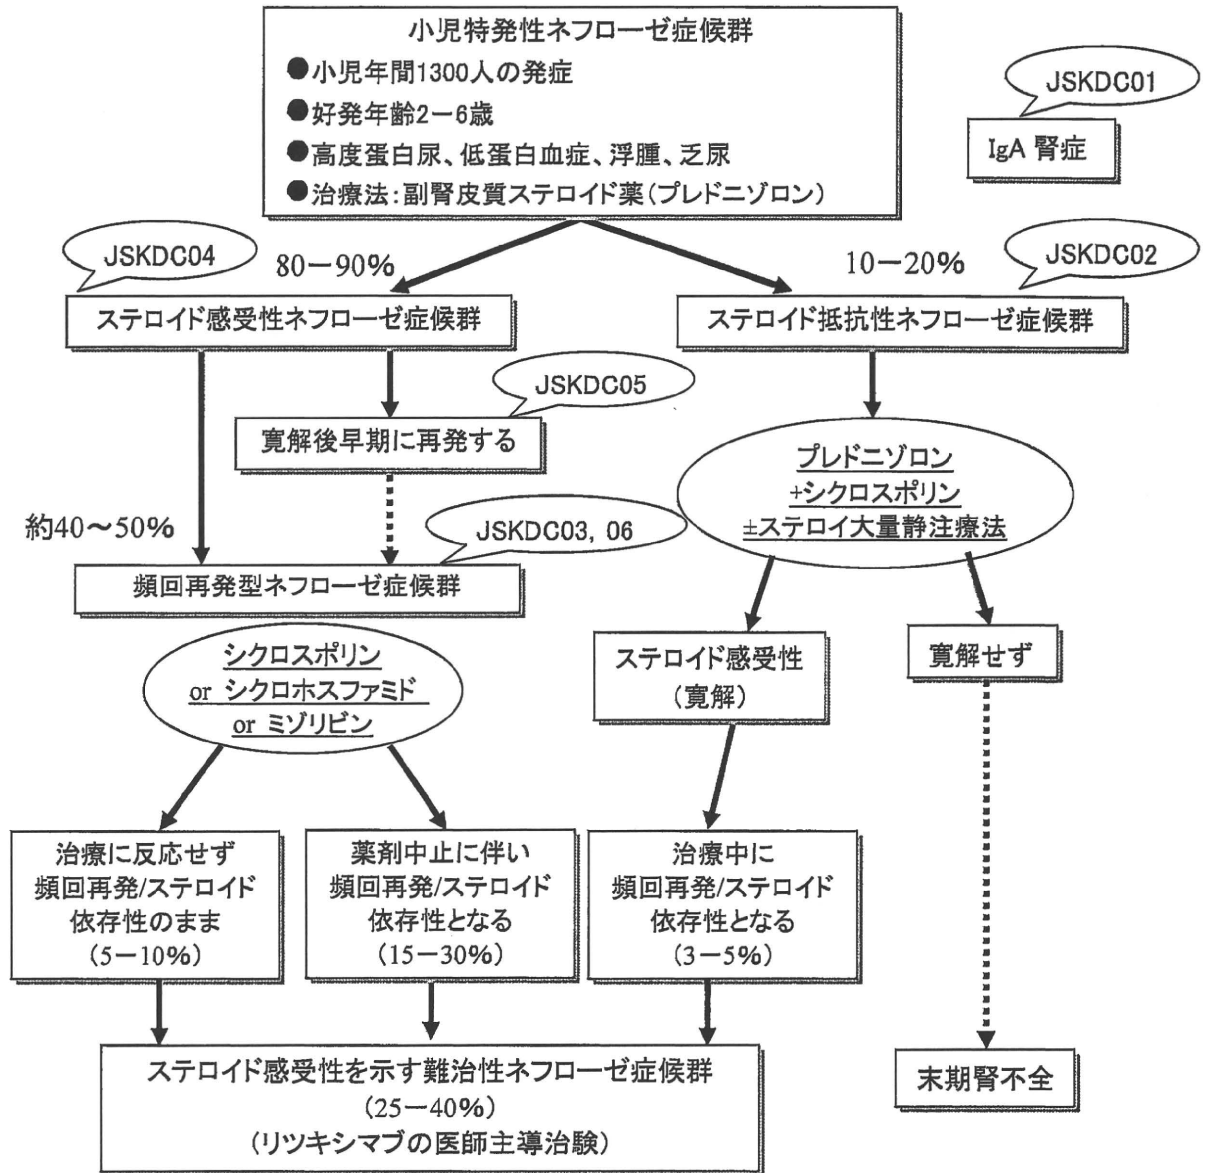 小児特発性ネフローゼ症候群
●小児年間1300人の発症
●好発年齢2－6歳
●高度蛋白尿、低蛋白血症、浮腫、乏尿
●治療法：副腎皮質ステロイド薬（プレドニゾロン）
JSKDC01
IgA 腎症
JSKDC04
80－90%
10－20%
JSKDC02
ステロイド感受性ネフローゼ症候群
ステロイド抵抗性ネフローゼ症候群
JSKDC05
寛解後早期に再発する
プレドニゾロン
+シクロスポリン
±ステロイ大量静注療法
約40～50%
JSKDC03, 06
頻回再発型ネフローゼ症候群
シクロスポリン
or シクロホスファミド
or ミゾリビン
ステロイド感受性
（寛解）
寛解せず
治療に反応せず
頻回再発/ステロイド
依存性のまま
（5－10%）
薬剤中止に伴い
頻回再発/ステロイド
依存性となる
（15－30%）
治療中に
頻回再発/ステロイド
依存性となる
（3－5%）
ステロイド感受性を示す難治性ネフローゼ症候群
（25－40%）
（リツキシマブの医師主導治験）
末期腎不全